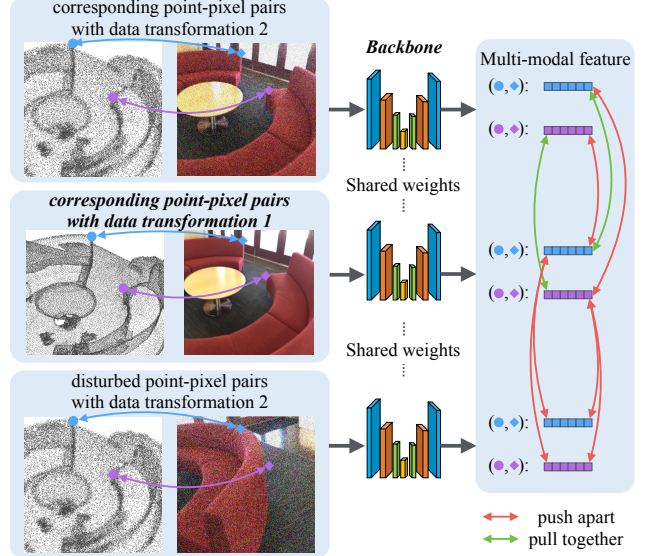 corresponding point-pixel pairs
with data transformation 2
Backbone
Multi-modal feature
(●,◆):
(●,◆):
Shared weights
corresponding point-pixel pairs
with data transformation 1
(●,◆):
(●,◆):
Shared weights
disturbed point-pixel pairs
with data transformation 2
(●,◆):
(●,◆):
push apart
pull together